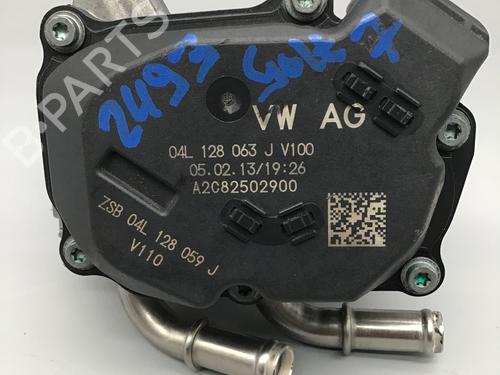 B-PARTS
2493 Golf 7
VW AG
04L 128 063 J V100
05.02.13/19:26
A2C82502900
ZSB 04L 128 059 J
V110